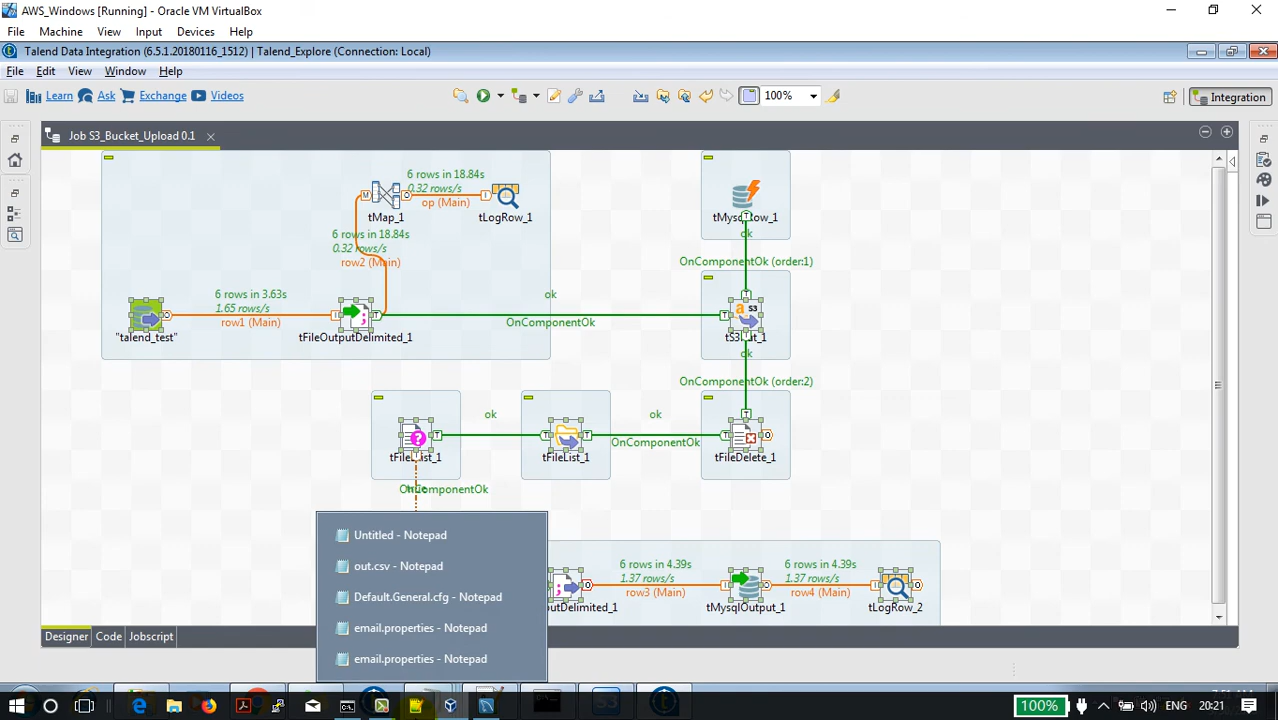 AWS_Windows [Running] - Oracle VM VirtualBox
File Machine View Input Devices Help
Talend Data Integration (6.5.1.20180116_1512) | Talend_Explore (Connection: Local)
File Edit View Window Help
Learn Ask Exchange Videos 100% Integration
Job S3_Bucket_Upload 0.1
6 rows in 18.84s
0.32 rows/s
op (Main)
tMap_1
tLogRow_1
6 rows in 18.84s
0.32 rows/s
row2 (Main)
6 rows in 3.63s
1.65 rows/s
row1 (Main)
"talend_test"
tFileOutputDelimited_1
ok
OnComponentOk
ok
OnComponentOk (order:1)
ok
OnComponentOk (order:2)
ok
ok
OnComponentOk
tFileList_1
tFileDelete_1
OnComponentOk
Untitled - Notepad
out.csv - Notepad
Default.General.cfg - Notepad
email.properties - Notepad
email.properties - Notepad
6 rows in 4.39s
1.37 rows/s
row3 (Main)
tMysqlOutput_1
6 rows in 4.39s
1.37 rows/s
row4 (Main)
tLogRow_2
Designer Code Jobscript
100% ENG 20:21